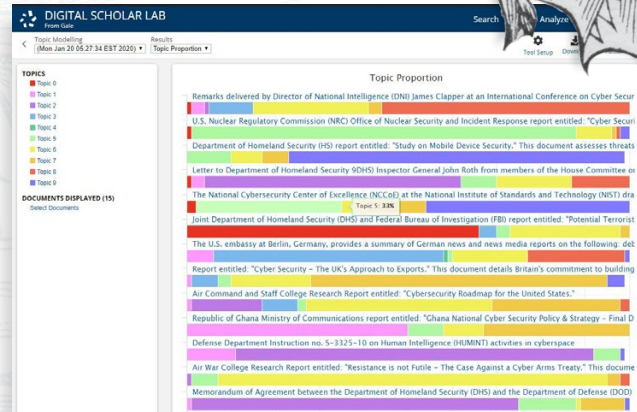 DIGITAL SCHOLAR LAB
From Gale
Search
Analyze
Topic Modelling
(Mon Jan 20 05:27:34 EST 2020)
Results
Topic Proportion
Tool Setup
TOPICS
Topic 0
Topic 1
Topic 2
Topic 3
Topic 4
Topic 5
Topic 6
Topic 7
Topic 8
Topic 9
DOCUMENTS DISPLAYED (15)
Select Documents
Topic Proportion
Remarks delivered by Director of National Intelligence (DNI) James Clapper at an International Conference on Cyber Secur
U.S. Nuclear Regulatory Commission (NRC) Office of Nuclear Security and Incident Response report entitled: "Cyber Securi
Department of Homeland Security (HS) report entitled: "Study on Mobile Device Security." This document assesses threats
Letter to Department of Homeland Security 9DHS) Inspector General John Roth from members of the House Committee on
The National Cybersecurity Center of Excellence (NCCoE) at the National Institute of Standards and Technology (NIST) dra
Topic 5: 33%
Joint Department of Homeland Security (DHS) and Federal Bureau of Investigation (FBI) report entitled: "Potential Terrorist
The U.S. embassy at Berlin, Germany, provides a summary of German news and news media reports on the following: deb
Report entitled: "Cyber Security - The UK's Approach to Exports." This document details Britain's commitment to building
Air Command and Staff College Research Report entitled: "Cybersecurity Roadmap for the United States."
Republic of Ghana Ministry of Communications report entitled: "Ghana National Cyber Security Policy & Strategy - Final D
Defense Department Instruction no. S-3325-10 on Human Intelligence (HUMINT) activities in cyberspace
Air War College Research Report entitled: "Resistance is not Futile - The Case Against a Cyber Arms Treaty." This docume
Memorandum of Agreement between the Department of Homeland Security (DHS) and the Department of Defense (DOD)